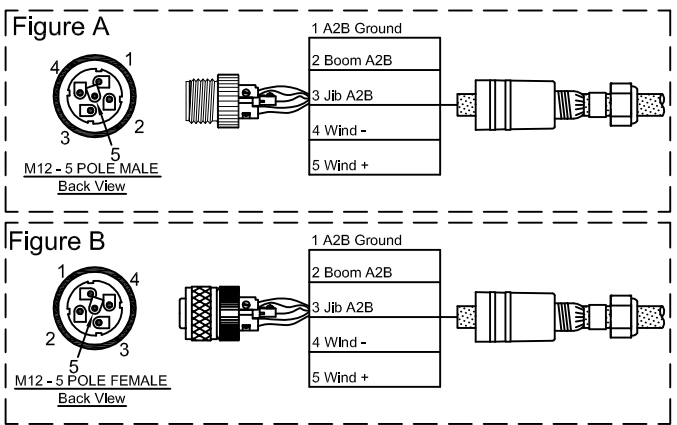 Figure A
1 A2B Ground
2 Boom A2B
3 Jib A2B
4 Wind -
5 Wind +
4
1
3
2
5
M12 - 5 POLE MALE
Back View
Figure B
1 A2B Ground
2 Boom A2B
3 Jib A2B
4 Wind -
5 Wind +
1
4
2
3
5
M12 - 5 POLE FEMALE
Back View